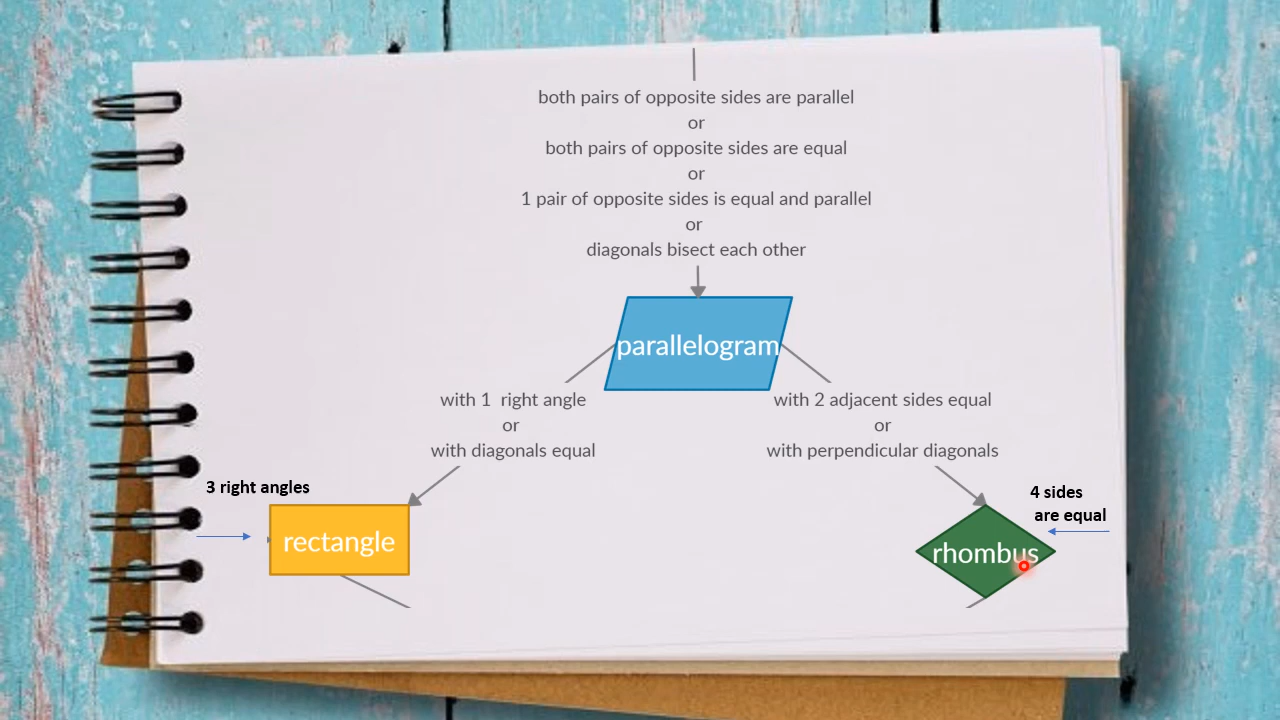 both pairs of opposite sides are parallel
or
both pairs of opposite sides are equal
or
1 pair of opposite sides is equal and parallel
or
diagonals bisect each other
parallelogram
with 1 right angle
or
with diagonals equal
with 2 adjacent sides equal
or
with perpendicular diagonals
3 right angles
rectangle
4 sides
are equal
rhombus